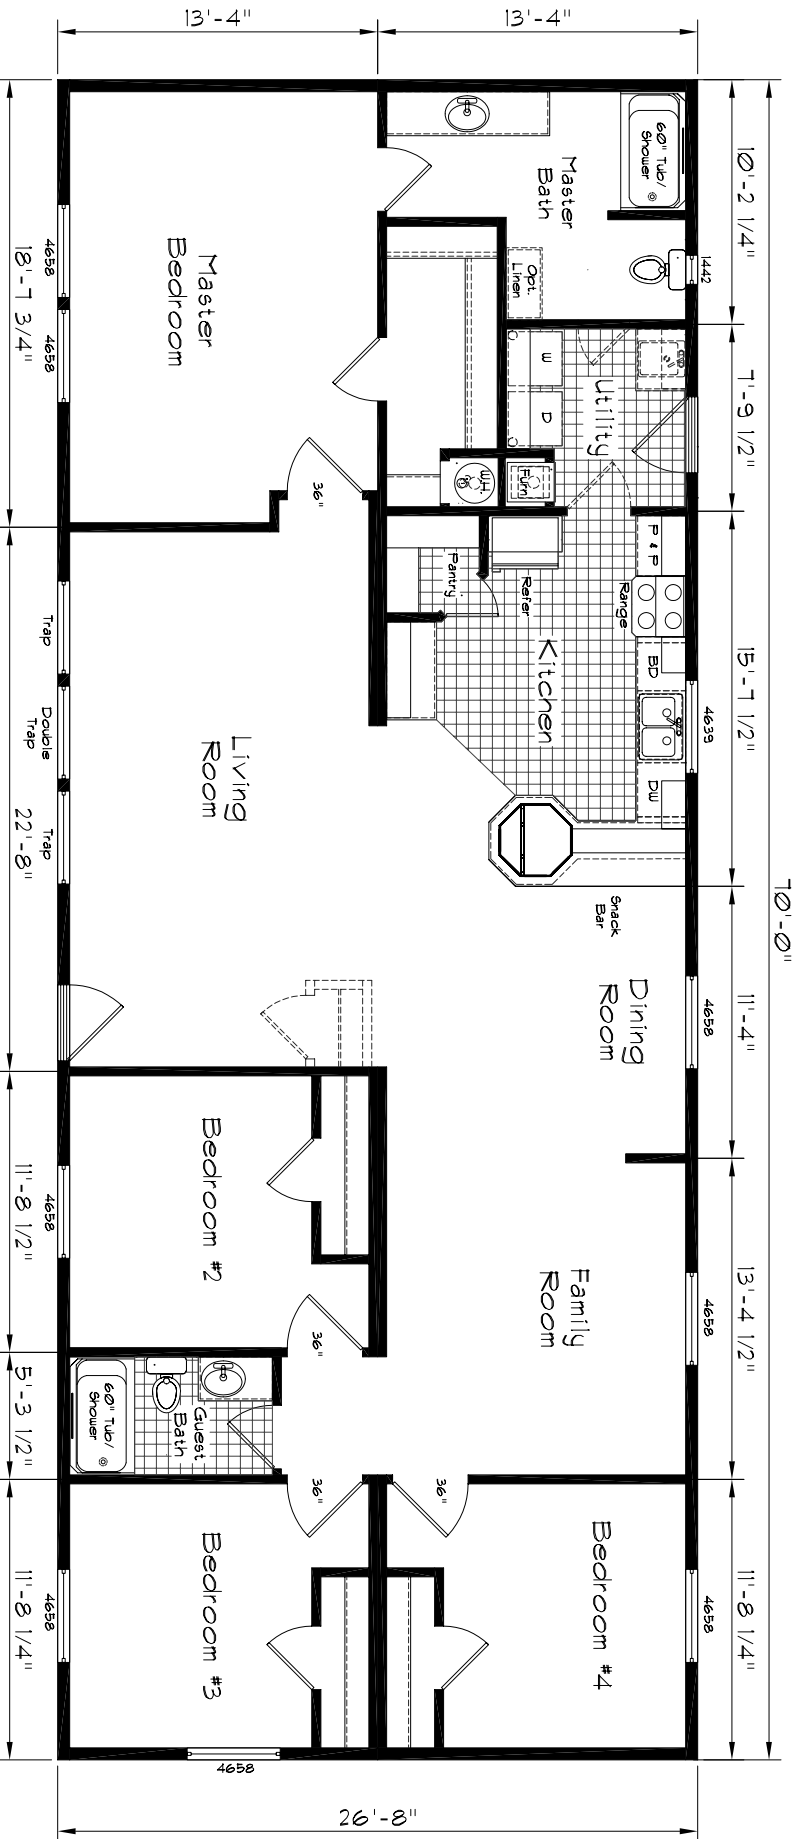 13'-4"
13'-4"
10'-2 1/4"
7'-9 1/2"
15'-7 1/2"
11'-4"
13'-4 1/2"
11'-8 1/4"
70'-0"
18'-7 3/4"
22'-8"
11'-8 1/2"
5'-3 1/2"
11'-8 1/4"
26'-8"
60" Tub/
Shower
Master
Bath
Opt.
Linen
1442
Master
Bedroom
4658
4658
36"
W
D
Utility
W.H.
Furn
P & P
Pantry
Refer
Range
Kitchen
BD
4639
DW
Trap
Double
Trap
Trap
Living
Room
Snack
Bar
Dining
Room
4658
Bedroom #2
4658
36"
Family
Room
4658
Guest
Bath
60" Tub/
Shower
36"
36"
Bedroom #3
4658
4658
Bedroom #4
4658